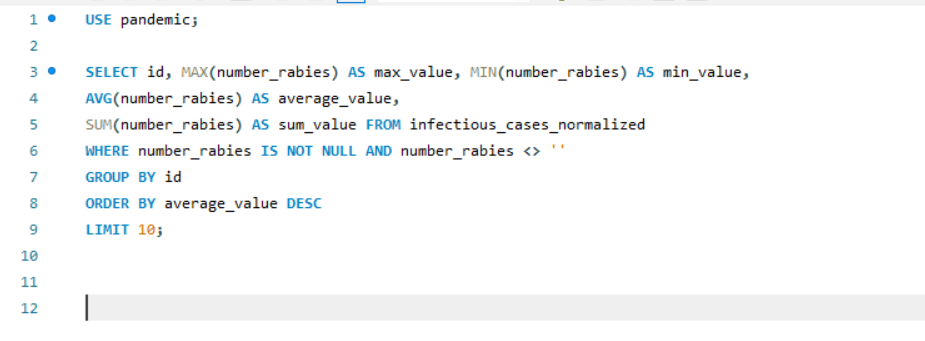 1 USE pandemic;
2
3 SELECT id, MAX(number_rabies) AS max_value, MIN(number_rabies) AS min_value,
4 AVG(number_rabies) AS average_value,
5 SUM(number_rabies) AS sum_value FROM infectious_cases_normalized
6 WHERE number_rabies IS NOT NULL AND number_rabies <> ''
7 GROUP BY id
8 ORDER BY average_value DESC
9 LIMIT 10;
10
11
12